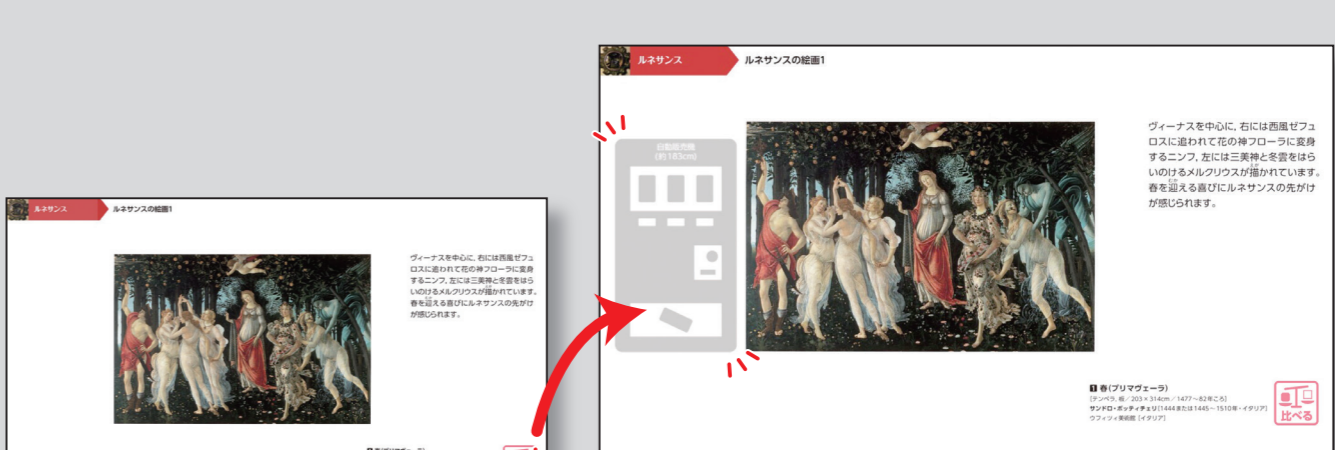 ルネサンス
ルネサンスの絵画1
ヴィーナスを中心に, 右には西風ゼフュ
ロスに追われて花の神フローラに変身
するニンフ, 左には三美神と冬雲をはら
いのけるメルクリウスが描かれています。
春を迎える喜びにルネサンスの先がけ
が感じられます。
ルネサンス
ルネサンスの絵画1
自動販売機
(約183cm)
ヴィーナスを中心に, 右には西風ゼフュ
ロスに追われて花の神フローラに変身
するニンフ, 左には三美神と冬雲をはら
いのけるメルクリウスが描かれています。
春を迎える喜びにルネサンスの先がけ
が感じられます。
1 春(プリマヴェーラ)
[テンペラ, 板/203×314cm/1477~82年ころ]
サンドロ・ボッティチェリ[1444または1445~1510年・イタリア]
ウフィツィ美術館 [イタリア]
比べる